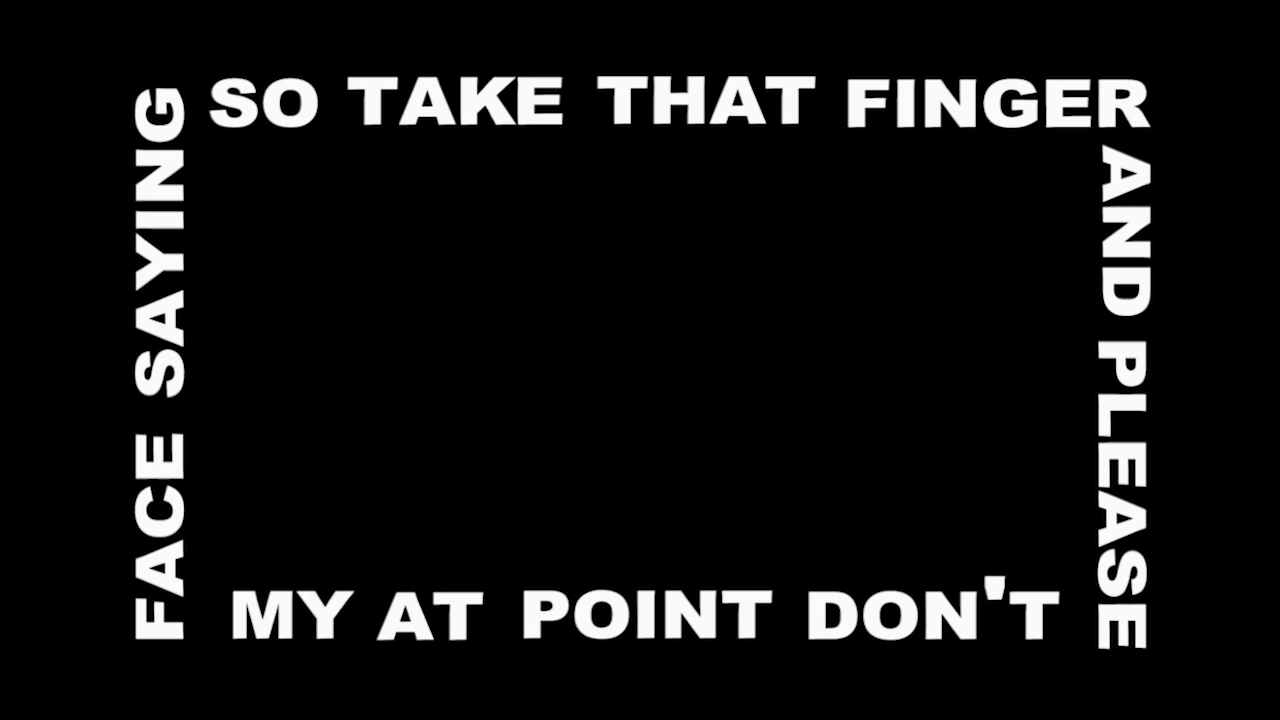 SO TAKE THAT FINGER
AND PLEASE
MY AT POINT DON'T
FACE SAYING